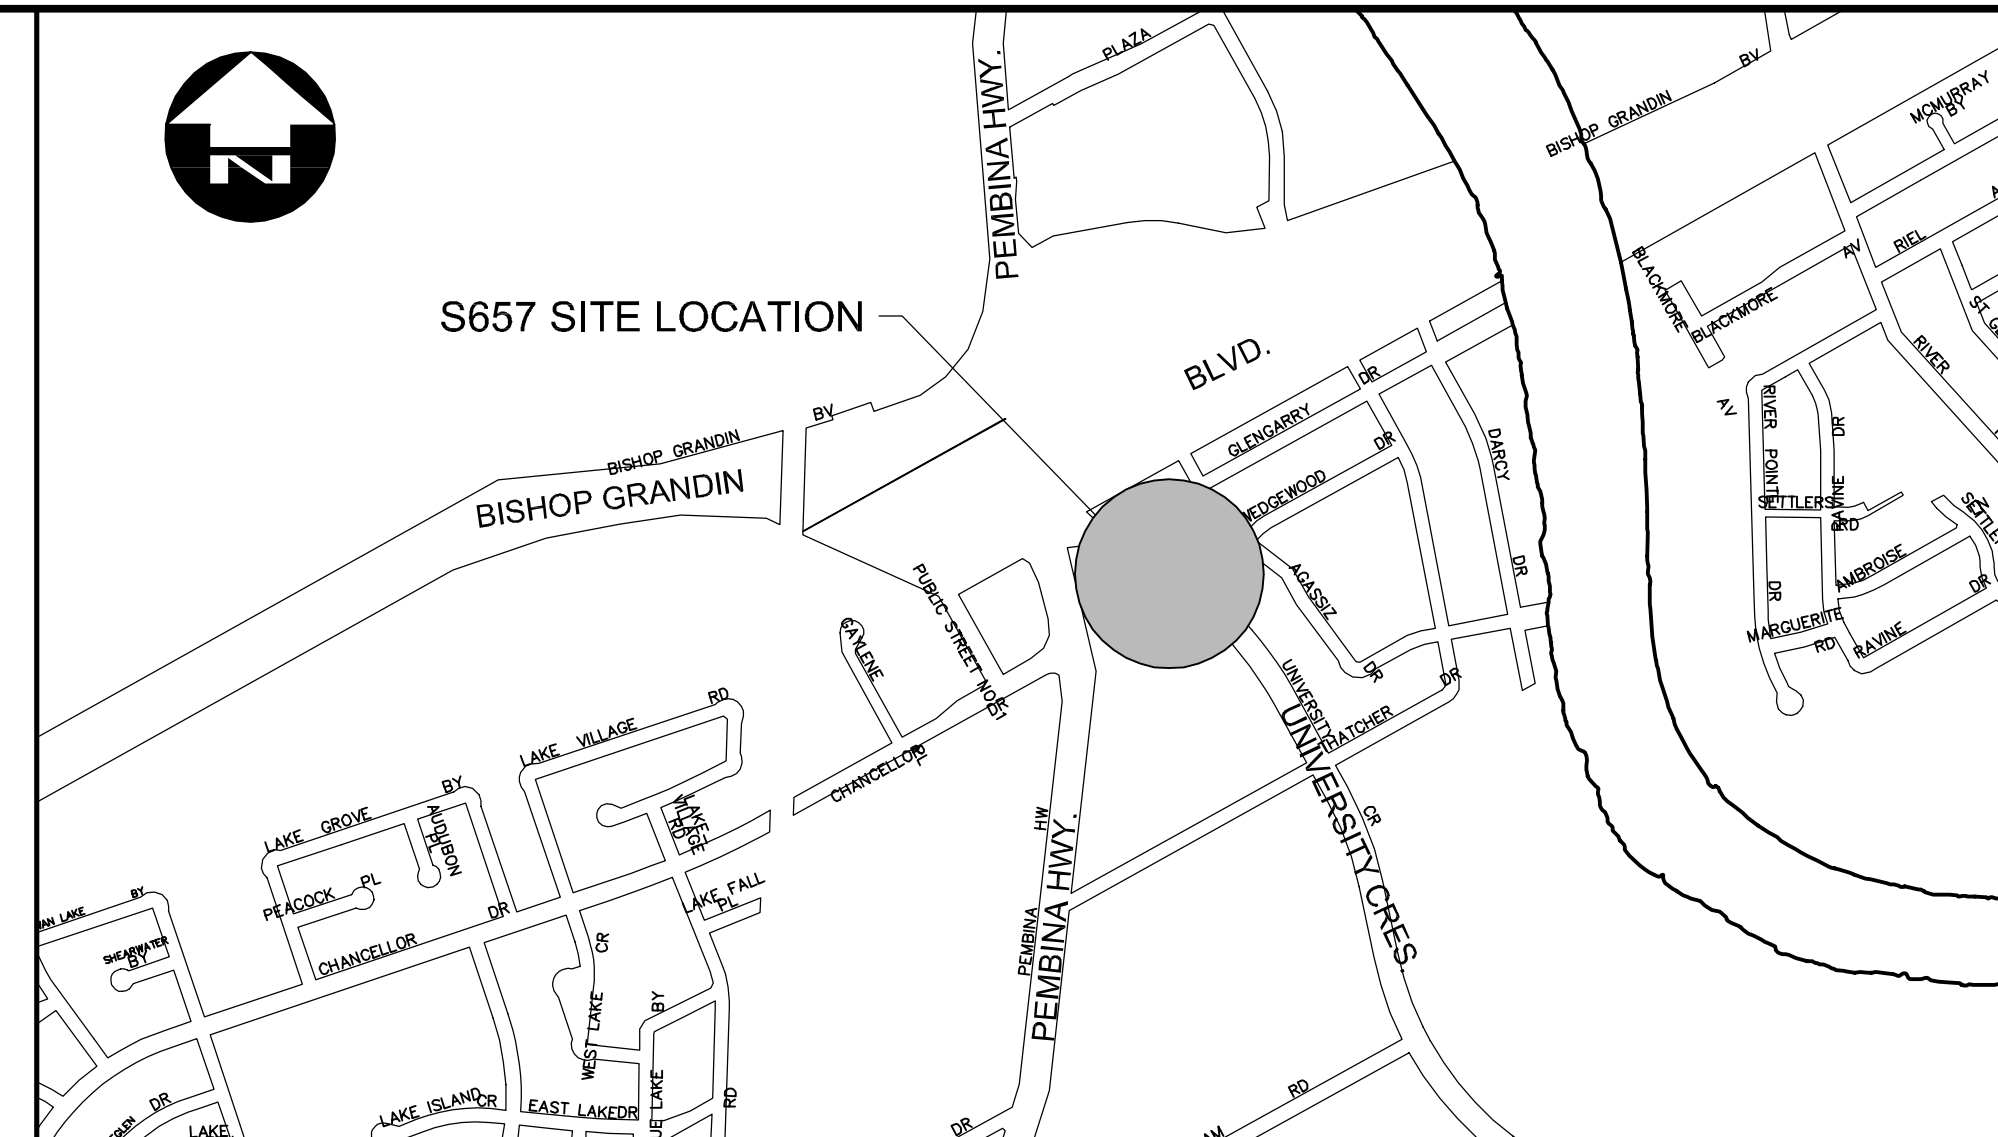 PLAZA
BV
BISHOP GRANDIN
MCMURRAY
BY
PEMBINA HWY.
N
RIEL
AV
BLACKMORE
BLACKMORE
ST
S657 SITE LOCATION
BLVD.
RIVER
AV
DR
GLENGARRY
DR
DARCY
RIVER POINTE
DR
BV
BISHOP GRANDIN
BISHOP GRANDIN
WEDGEWOOD
SETTLERS
RD
RAVINE
DR
AGASSIZ
DR
PUBLIC STREET NO. 1
GAYLENE
PL
AMBROISE
DR
DR
MARGUERITE
RD
RAVINE
UNIVERSITY
DR
HATCHER
DR
RD
LAKE VILLAGE
DR
CHANCELLOR
UNIVERSITY CRES.
CR
BY
LAKE GROVE
AUDUBON
PL
LAKE VILLAGE
RD
HW
PEMBINA
PEMBINA HWY.
PEACOCK PL
LAKE FALL
PL
BY
SHEARWATER
BY
DR
CHANCELLOR
CR
WEST LAKE
BY
RD
RD
DR
LAKE ISLAND
CR
EAST LAKE
DR
DR
LAKE